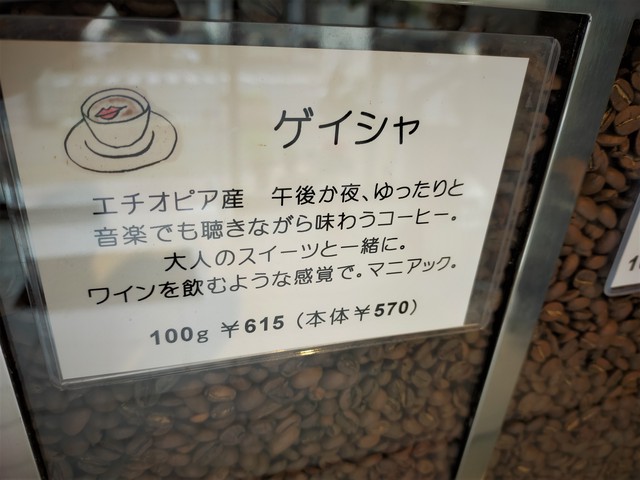 ゲイシャ
エチオピア産　午後か夜、ゆったりと
音楽でも聴きながら味わうコーヒー。
大人のスイーツと一緒に。
ワインを飲むような感覚で。マニアック。
100g ￥615（本体￥570）